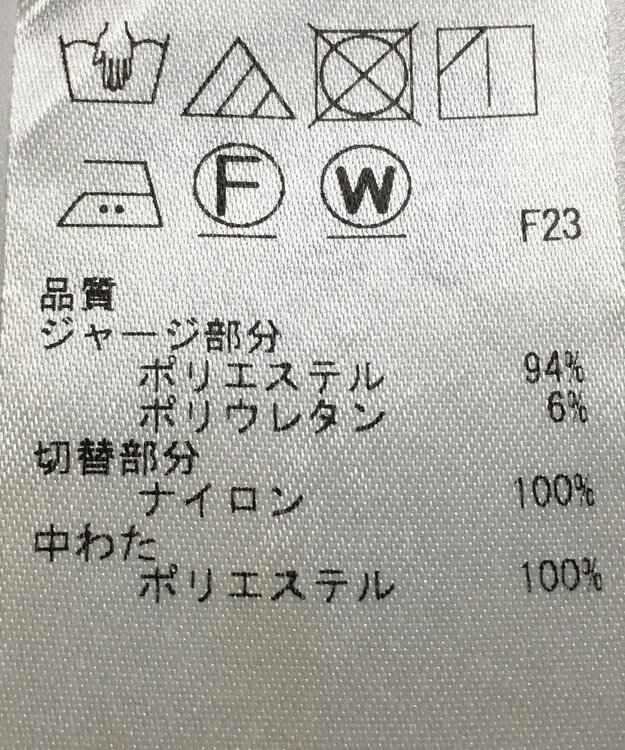 F W
F23
品質
ジャージ部分
ポリエステル 94%
ポリウレタン 6%
切替部分
ナイロン 100%
中わた
ポリエステル 100%